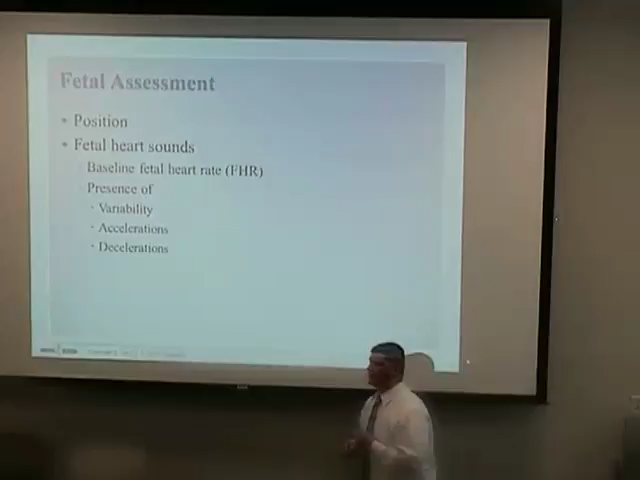 Fetal Assessment
• Position
• Fetal heart sounds
Baseline fetal heart rate (FHR)
Presence of
• Variability
• Accelerations
• Decelerations